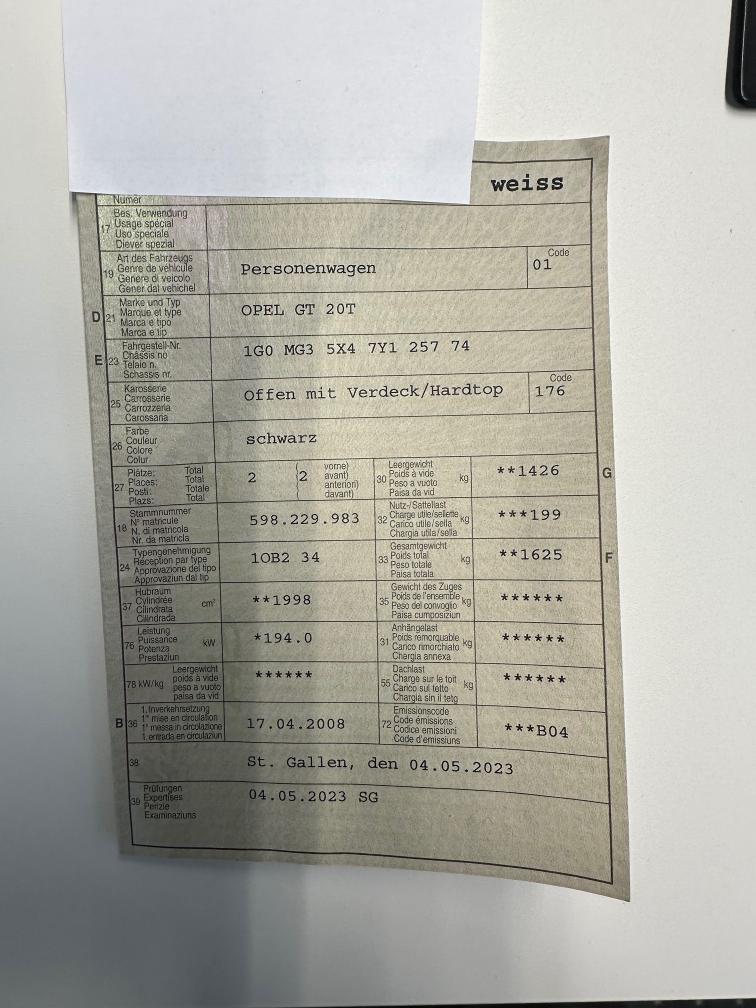 weiss
Numer
17 Bes. Verwendung
Usage spécial
Uso speciale
Diever spezial
19 Art des Fahrzeugs
Genre de véhicule
Genere di veicolo
Gener dal vehichel
Personenwagen
Code
01
D 21 Marke und Typ
Marque et type
Marca e tipo
Marca e tip
OPEL GT 20T
E 23 Fahrgestell-Nr.
Châssis no
Telaio n.
Schassis nr.
1G0 MG3 5X4 7Y1 257 74
25 Karosserie
Carrosserie
Carrozzeria
Carossaria
Offen mit Verdeck/Hardtop
Code
176
26 Farbe
Couleur
Colore
Colur
schwarz
27 Plätze: Total
Places: Total
Posti: Totale
Plazs: Total
2
(2
vorne)
avant)
anteriori)
davant)
30 Leergewicht
Poids à vide
Peso a vuoto
Paisa da vid
kg
**1426
G
18 Stammnummer
N° matricule
N. di matricola
Nr. da matricla
598.229.983
32 Nutz-/Sattellast
Charge utile/sellette
Carico utile/sella
Chargia utila/sella
kg
***199
24 Typengenehmigung
Réception par type
Approvazione del tipo
Approvaziun dal tip
1OB2 34
33 Gesamtgewicht
Poids total
Peso totale
Paisa totala
kg
**1625
F
37 Hubraum
Cylindrée
Cilindrata
Cilindrada
cm³
**1998
35 Gewicht des Zuges
Poids de l'ensemble
Peso del convoglio
Paisa cumposiziun
kg
******
76 Leistung
Puissance
Potenza
Prestaziun
kW
*194.0
31 Anhängelast
Poids remorquable
Carico rimorchiato
Chergia annexa
kg
******
78 kW/kg
Leergewicht
poids à vide
peso a vuoto
paisa da vid
******
55 Dachlast
Charge sur le toit
Carico sul tetto
Chargia sin il tetg
kg
******
B 36 1. Inverkehrsetzung
1re mise en circulation
1a messa in circolazione
1. entrada en circulaziun
17.04.2008
72 Emissionscode
Code émissions
Codice emissioni
Code d'emissiuns
***B04
38
St. Gallen, den 04.05.2023
39 Prüfungen
Expertises
Perizie
Examinaziuns
04.05.2023 SG